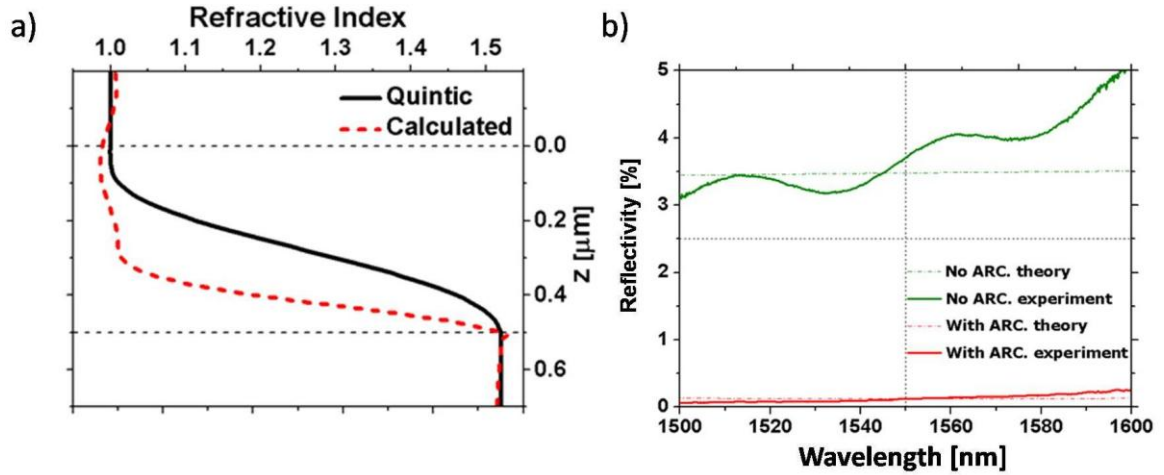 a)
Refractive Index
1.0 1.1 1.2 1.3 1.4 1.5
Quintic
Calculated
0.0
0.2
0.4
0.6
z [μm]
b)
Reflectivity [%]
5
4
3
2
1
0
No ARC. theory
No ARC. experiment
With ARC. theory
With ARC. experiment
1500 1520 1540 1560 1580 1600
Wavelength [nm]